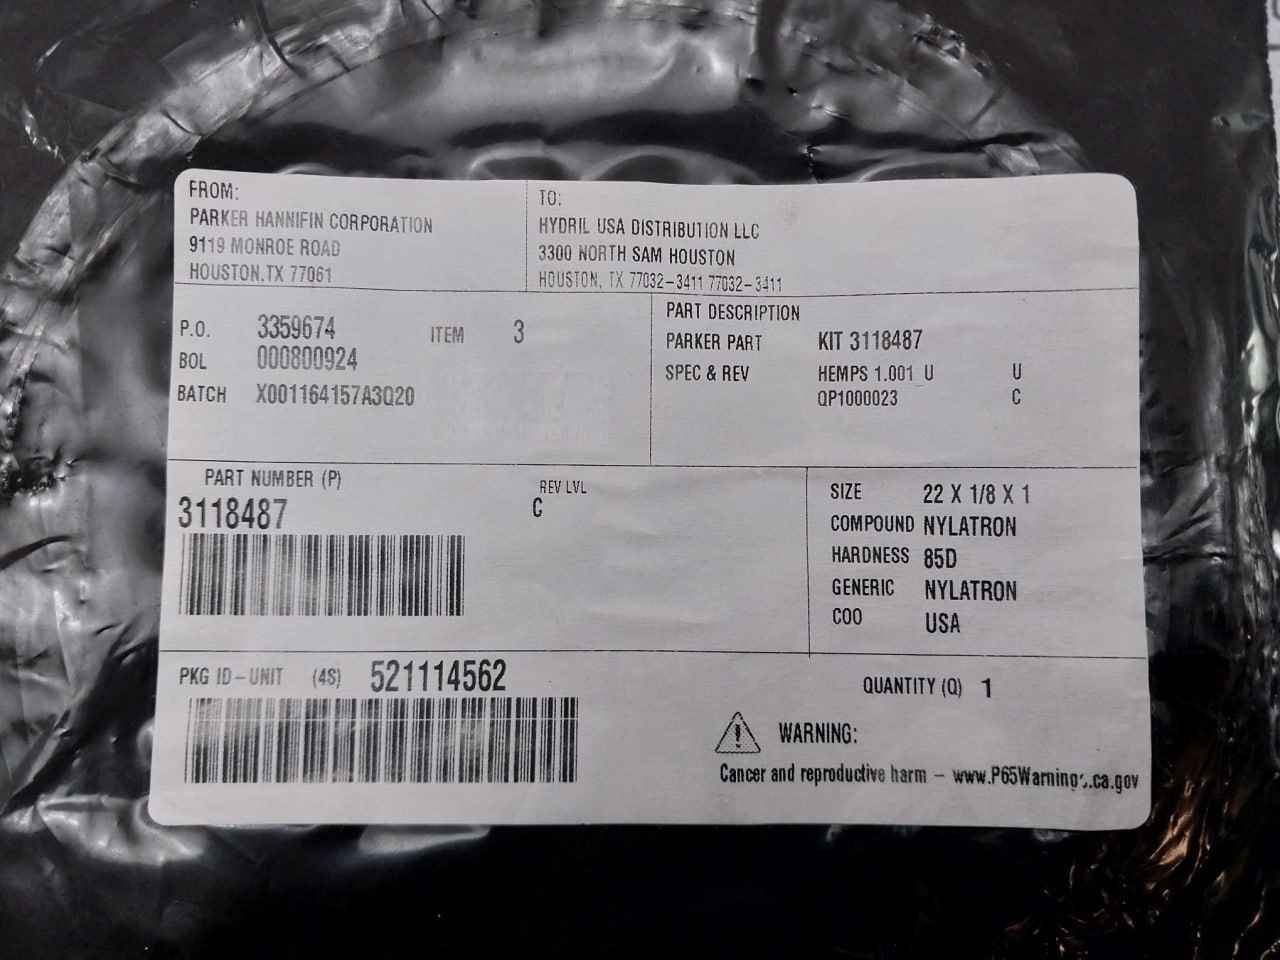 FROM:
PARKER HANNIFIN CORPORATION
9119 MONROE ROAD
HOUSTON,TX 77061
TO:
HYDRIL USA DISTRIBUTION LLC
3300 NORTH SAM HOUSTON
HOUSTON, TX 77032-3411 77032-3411
P.O. 3359674 ITEM 3
BOL 000800924
BATCH X001164157A3Q20
PART DESCRIPTION
PARKER PART KIT 3118487
SPEC & REV HEMPS 1.001_U U
QP1000023 C
PART NUMBER (P) REV LVL
3118487 C
SIZE 22 X 1/8 X 1
COMPOUND NYLATRON
HARDNESS 85D
GENERIC NYLATRON
COO USA
PKG ID-UNIT (4S) 521114562
QUANTITY (Q) 1
WARNING:
Cancer and reproductive harm - www.P65Warnings.ca.gov